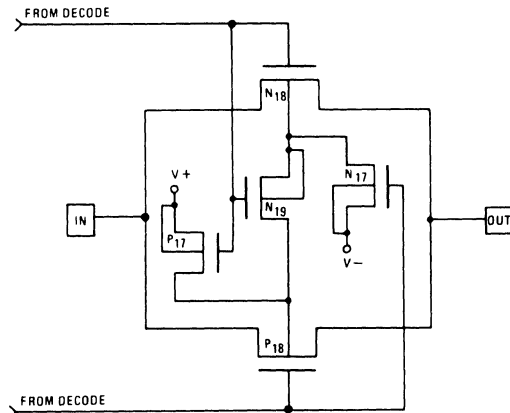 FROM DECODE
N18
V+
N17
IN
N19
P17
OUT
V-
P18
FROM DECODE